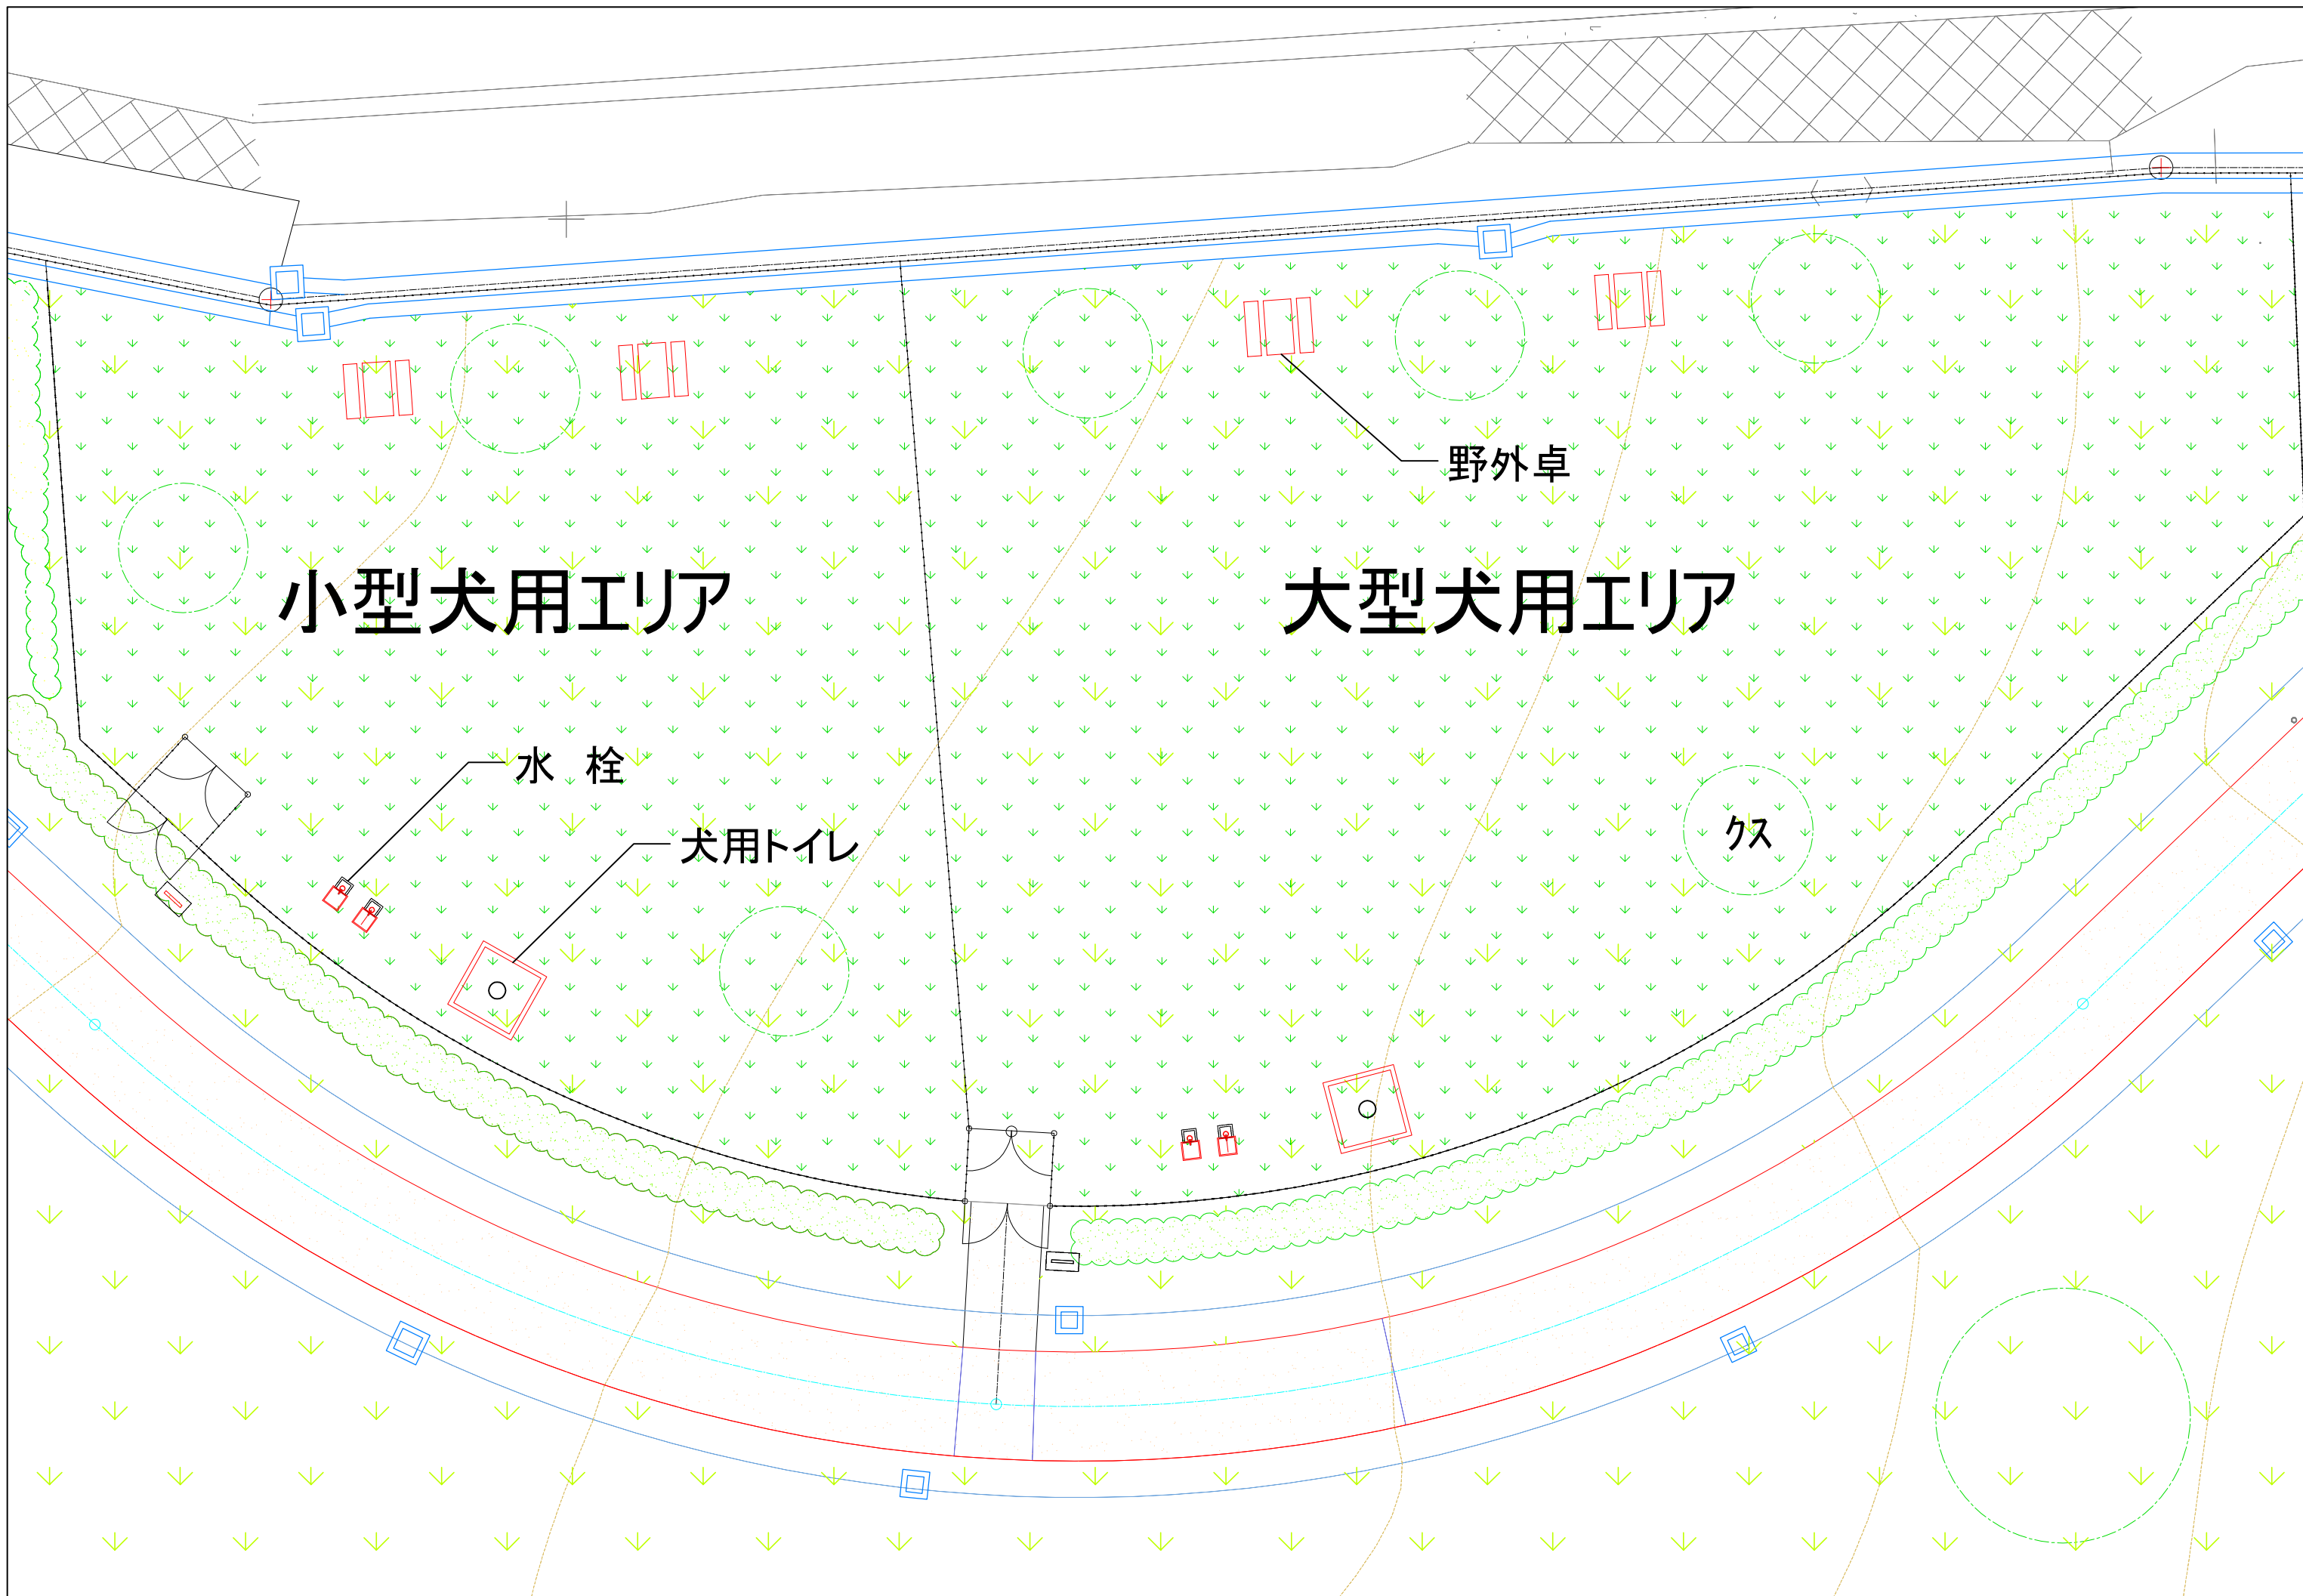 野外卓
小型犬用エリア
大型犬用エリア
水 栓
犬用トイレ
クス